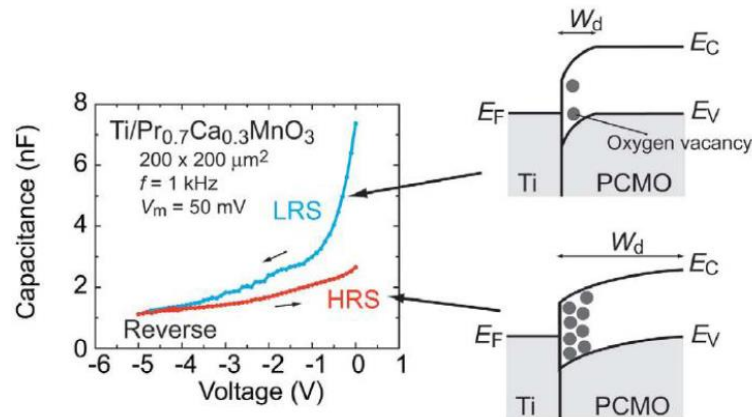 Ti/Pr₀.₇Ca₀.₃MnO₃
200 x 200 μm²
f = 1 kHz
Vm = 50 mV
LRS
HRS
Reverse
Capacitance (nF)
8
6
4
2
0
-6 -5 -4 -3 -2 -1 0 1
Voltage (V)
Wd
EC
EF
EV
Oxygen vacancy
Ti PCMO
Wd
EC
EF
EV
Ti PCMO